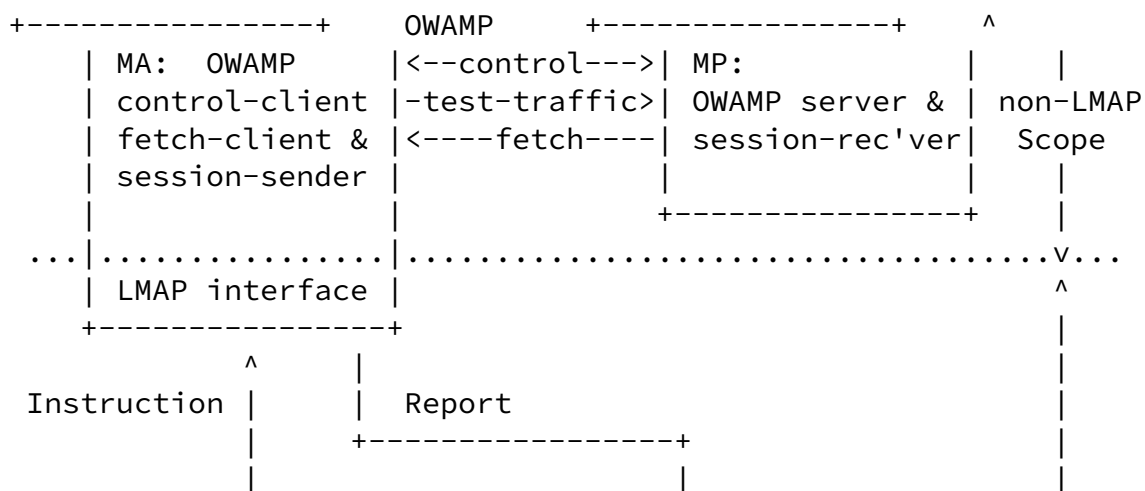 +----------------+    OWAMP     +----------------+     ^
    | MA:  OWAMP     |<--control--->| MP:            |     |
    | control-client |-test-traffic>| OWAMP server & | non-LMAP
    | fetch-client & |<----fetch----| session-rec'ver|  Scope
    | session-sender |              |                |     |
    |                |              +----------------+     |
 ...|................|.....................................v...
    | LMAP interface |                                     ^
    +----------------+                                     |
             ^     |                                       |
 Instruction |     |  Report                               |
             |     +-----------------+                     |
             |                       |                     |